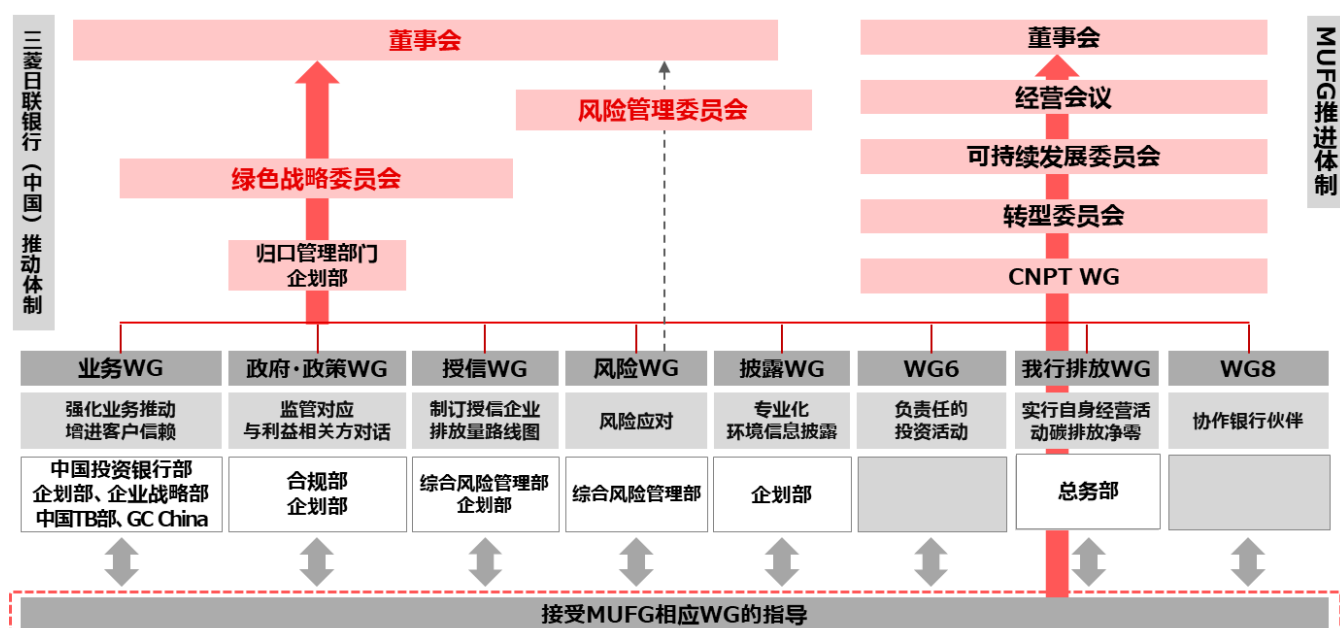 三菱日联银行（中国）推动体制
董事会
风险管理委员会
绿色战略委员会
归口管理部门
企划部
MUFG推进体制
董事会
经营会议
可持续发展委员会
转型委员会
CNPT WG
业务WG
强化业务推动
增进客户信赖
中国投资银行部
企划部、企业战略部
中国TB部、GC China
政府·政策WG
监管对应
与利益相关方对话
合规部
企划部
授信WG
制订授信企业
排放量路线图
综合风险管理部
企划部
风险WG
风险应对
综合风险管理部
披露WG
专业化
环境信息披露
企划部
WG6
负责任的
投资活动
我行排放WG
实行自身经营活
动碳排放净零
总务部
WG8
协作银行伙伴
接受MUFG相应WG的指导